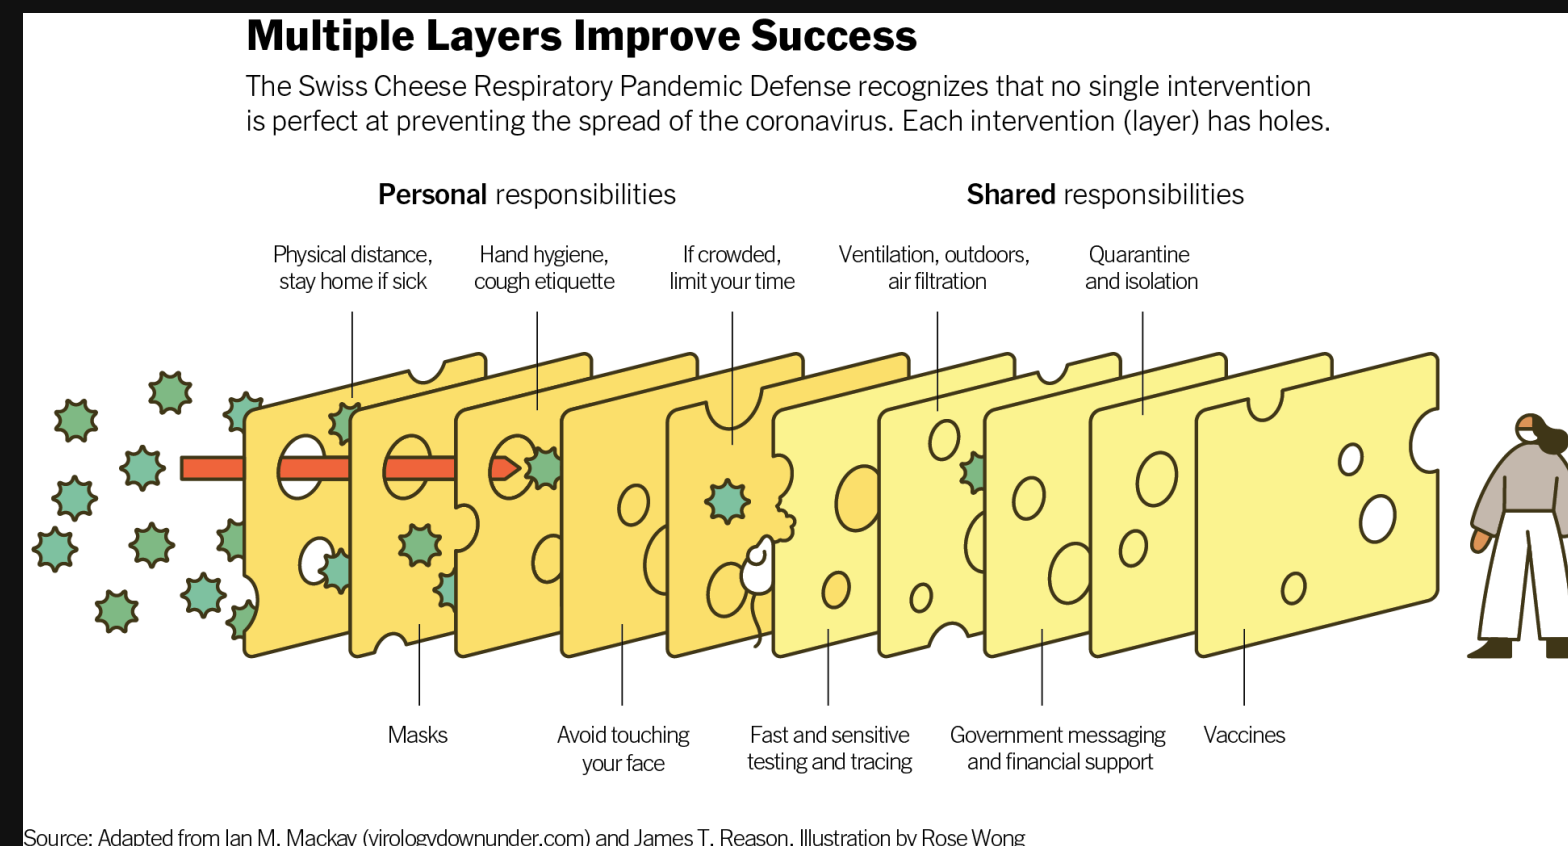 Multiple Layers Improve Success
The Swiss Cheese Respiratory Pandemic Defense recognizes that no single intervention
is perfect at preventing the spread of the coronavirus. Each intervention (layer) has holes.
Personal responsibilities
Shared responsibilities
Physical distance,
stay home if sick
Hand hygiene,
cough etiquette
If crowded,
limit your time
Ventilation, outdoors,
air filtration
Quarantine
and isolation
Masks
Avoid touching
your face
Fast and sensitive
testing and tracing
Government messaging
and financial support
Vaccines
Source: Adapted from Ian M. Mackay (virologydownunder.com) and James T. Reason. Illustration by Rose Wong